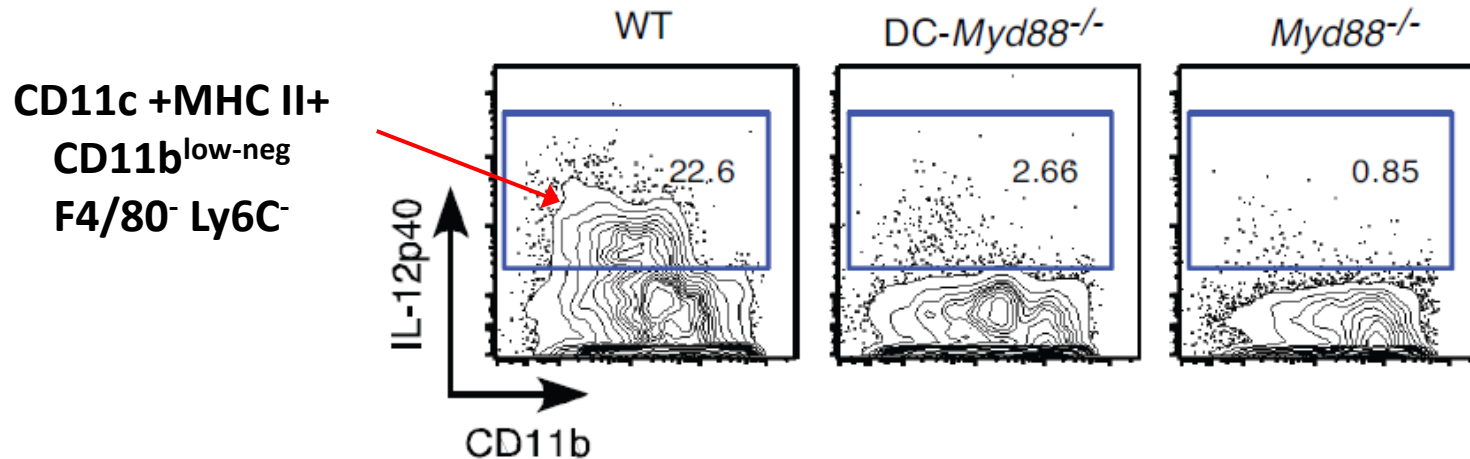 WT
DC-Myd88-/-
Myd88-/-
CD11c +MHC II+
CD11blow-neg
F4/80- Ly6C-
22.6
2.66
0.85
IL-12p40
CD11b